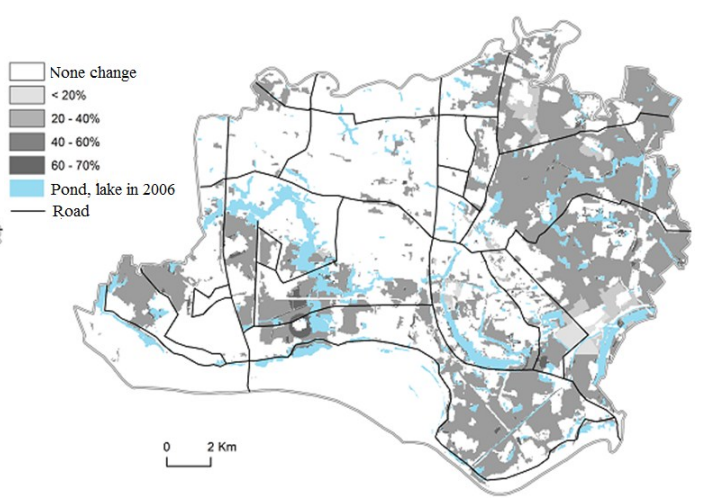 None change
< 20%
20 - 40%
40 - 60%
60 - 70%
Pond, lake in 2006
Road
0 2 Km